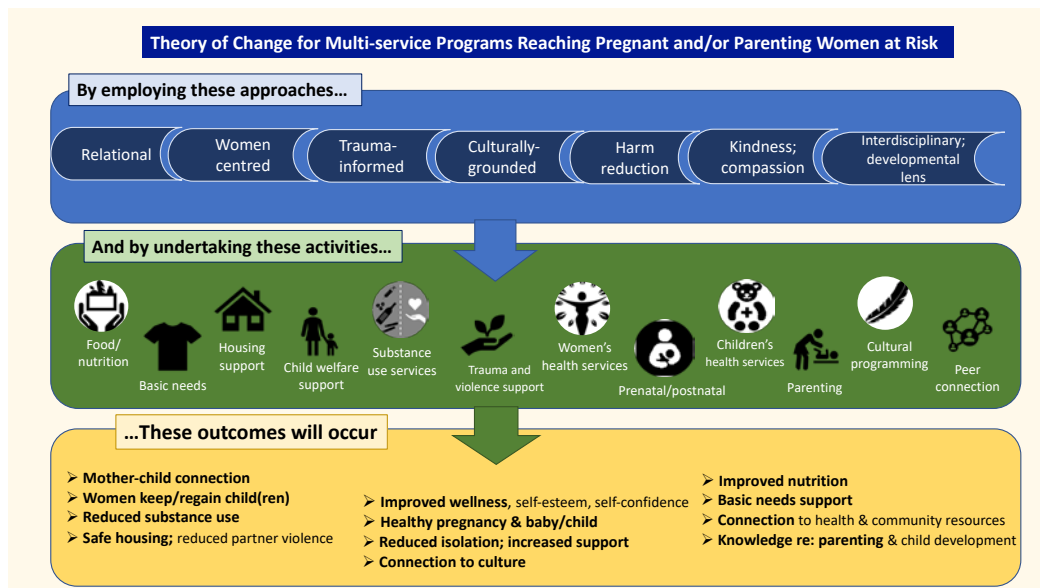 Theory of Change for Multi-service Programs Reaching Pregnant and/or Parenting Women at Risk
By employing these approaches…
Relational
Women
centred
Trauma-
informed
Culturally-
grounded
Harm
reduction
Kindness;
compassion
Interdisciplinary;
developmental
lens
And by undertaking these activities…
Food/
nutrition
Basic needs
Housing
support
Child welfare
support
Substance
use services
Trauma and
violence support
Women's
health services
Prenatal/postnatal
Children's
health services
Parenting
Cultural
programming
Peer
connection
…These outcomes will occur
➢ Mother-child connection
➢ Women keep/regain child(ren)
➢ Reduced substance use
➢ Safe housing; reduced partner violence
➢ Improved wellness, self-esteem, self-confidence
➢ Healthy pregnancy & baby/child
➢ Reduced isolation; increased support
➢ Connection to culture
➢ Improved nutrition
➢ Basic needs support
➢ Connection to health & community resources
➢ Knowledge re: parenting & child development